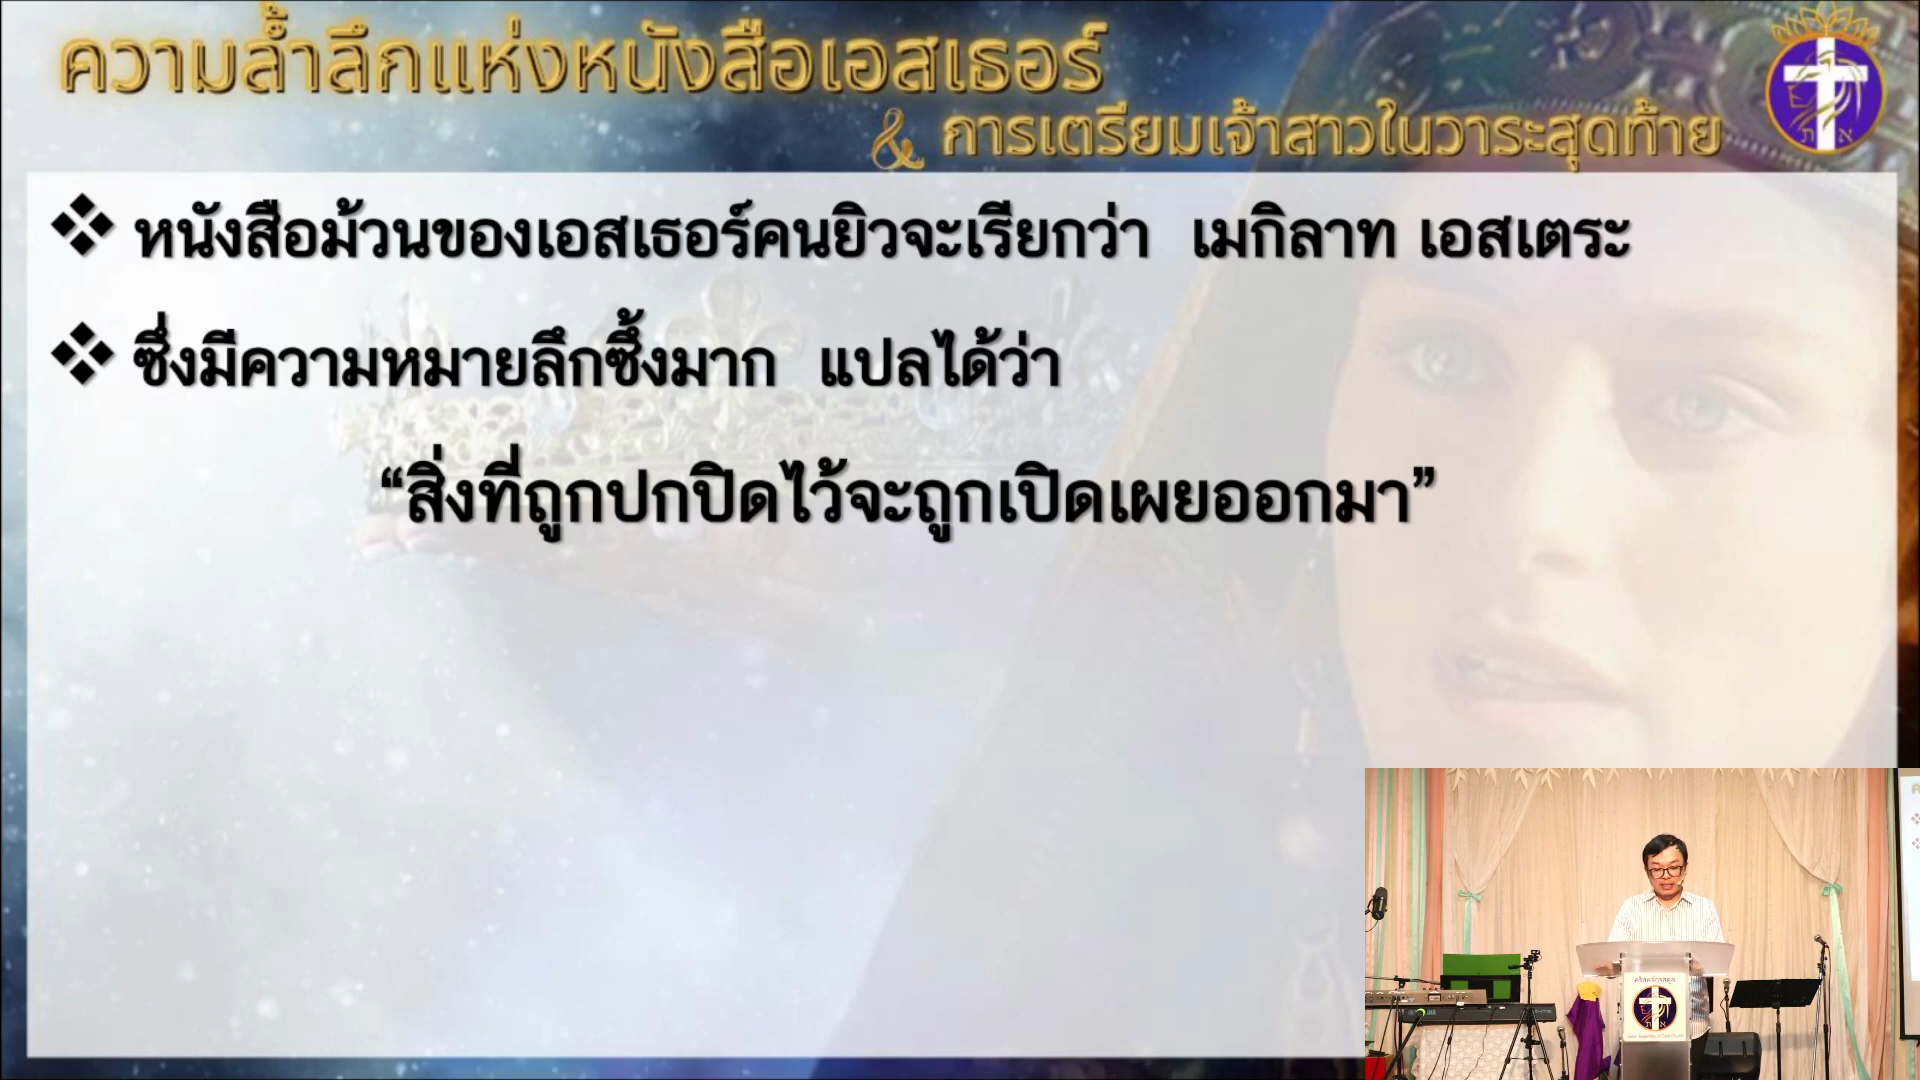 ความล้ำลึกแห่งหนังสือเอสเธอร์
& การเตรียมเจ้าสาวในวาระสุดท้าย
❖ หนังสือม้วนของเอสเธอร์คนยิวจะเรียกว่า เมกิลาท เอสเตระ
❖ ซึ่งมีความหมายลึกซึ้งมาก แปลได้ว่า
“สิ่งที่ถูกปกปิดไว้จะถูกเปิดเผยออกมา”